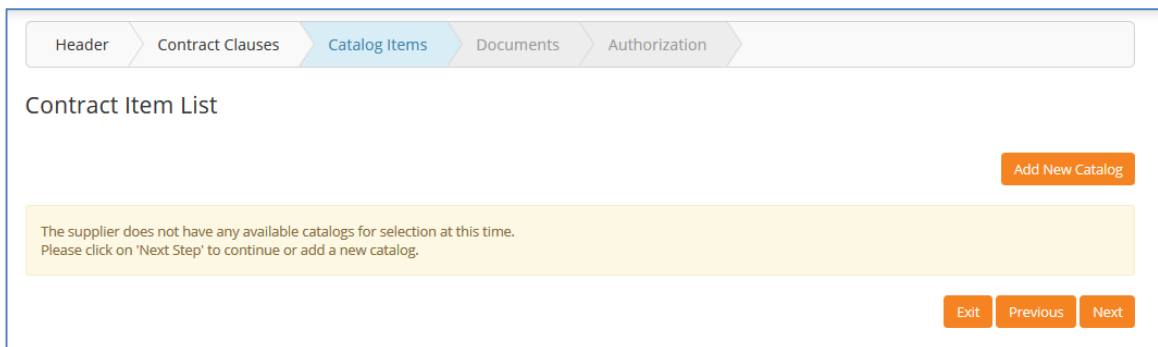 Header Contract Clauses Catalog Items Documents Authorization
Contract Item List
Add New Catalog
The supplier does not have any available catalogs for selection at this time.
Please click on 'Next Step' to continue or add a new catalog.
Exit Previous Next